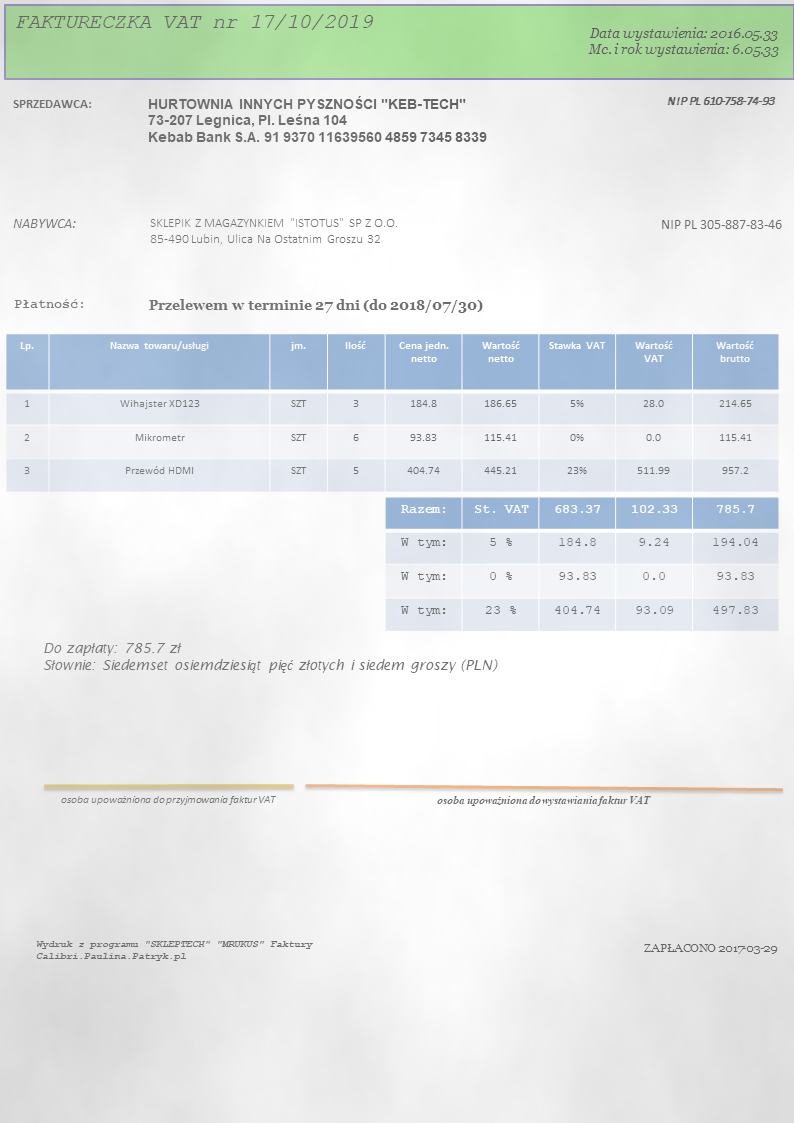 FAKTURECZKA VAT nr 17/10/2019
Data wystawienia: 2016.05.33
Mc. i rok wystawienia: 6.05.33
SPRZEDAWCA: HURTOWNIA INNYCH PYSZNOŚCI "KEB-TECH" NIP PL 610-758-74-93
73-207 Legnica, Pl. Leśna 104
Kebab Bank S.A. 91 9370 11639560 4859 7345 8339
NABYWCA: SKLEPIK Z MAGAZYNKIEM "ISTOTUS" SP Z O.O. NIP PL 305-887-83-46
85-490 Lubin, Ulica Na Ostatnim Groszu 32
Płatność: Przelewem w terminie 27 dni (do 2018/07/30)
Lp. Nazwa towaru/usługi jm. Ilość Cena jedn. netto Wartość netto Stawka VAT Wartość VAT Wartość brutto
1 Wihajster XD123 SZT 3 184.8 186.65 5% 28.0 214.65
2 Mikrometr SZT 6 93.83 115.41 0% 0.0 115.41
3 Przewód HDMI SZT 5 404.74 445.21 23% 511.99 957.2
Razem: St. VAT 683.37 102.33 785.7
W tym: 5 % 184.8 9.24 194.04
W tym: 0 % 93.83 0.0 93.83
W tym: 23 % 404.74 93.09 497.83
Do zapłaty: 785.7 zł
Słownie: Siedemset osiemdziesiąt pięć złotych i siedem groszy (PLN)
osoba upoważniona do przyjmowania faktur VAT osoba upoważniona do wystawiania faktur VAT
Wydruk z programu "SKLEPTECH" "MRUKUS" Faktury
Calibri.Paulina.Patryk.pl
ZAPŁACONO 2017-03-29